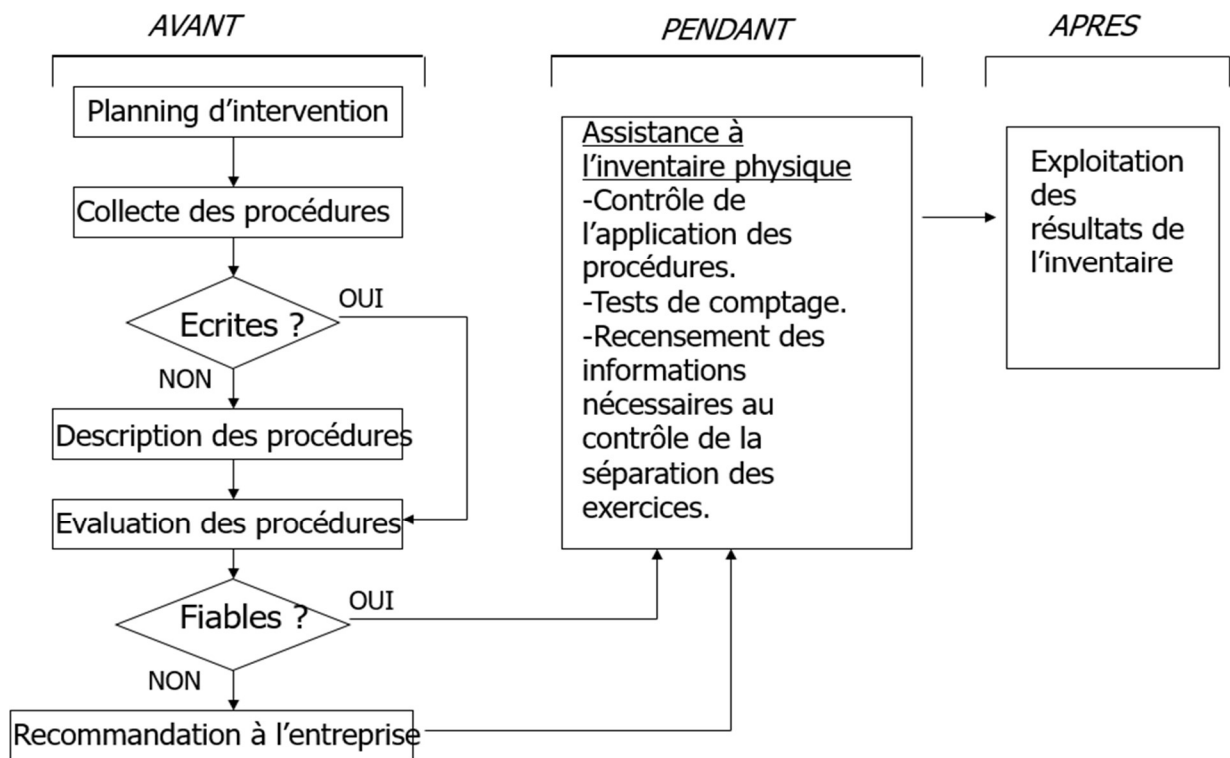 AVANT
Planning d'intervention
Collecte des procédures
Ecrites ?
OUI
NON
Description des procédures
Evaluation des procédures
Fiables ?
OUI
NON
Recommandation à l'entreprise
PENDANT
Assistance à
l'inventaire physique
-Contrôle de
l'application des
procédures.
-Tests de comptage.
-Recensement des
informations
nécessaires au
contrôle de la
séparation des
exercices.
APRES
Exploitation
des
résultats de
l'inventaire